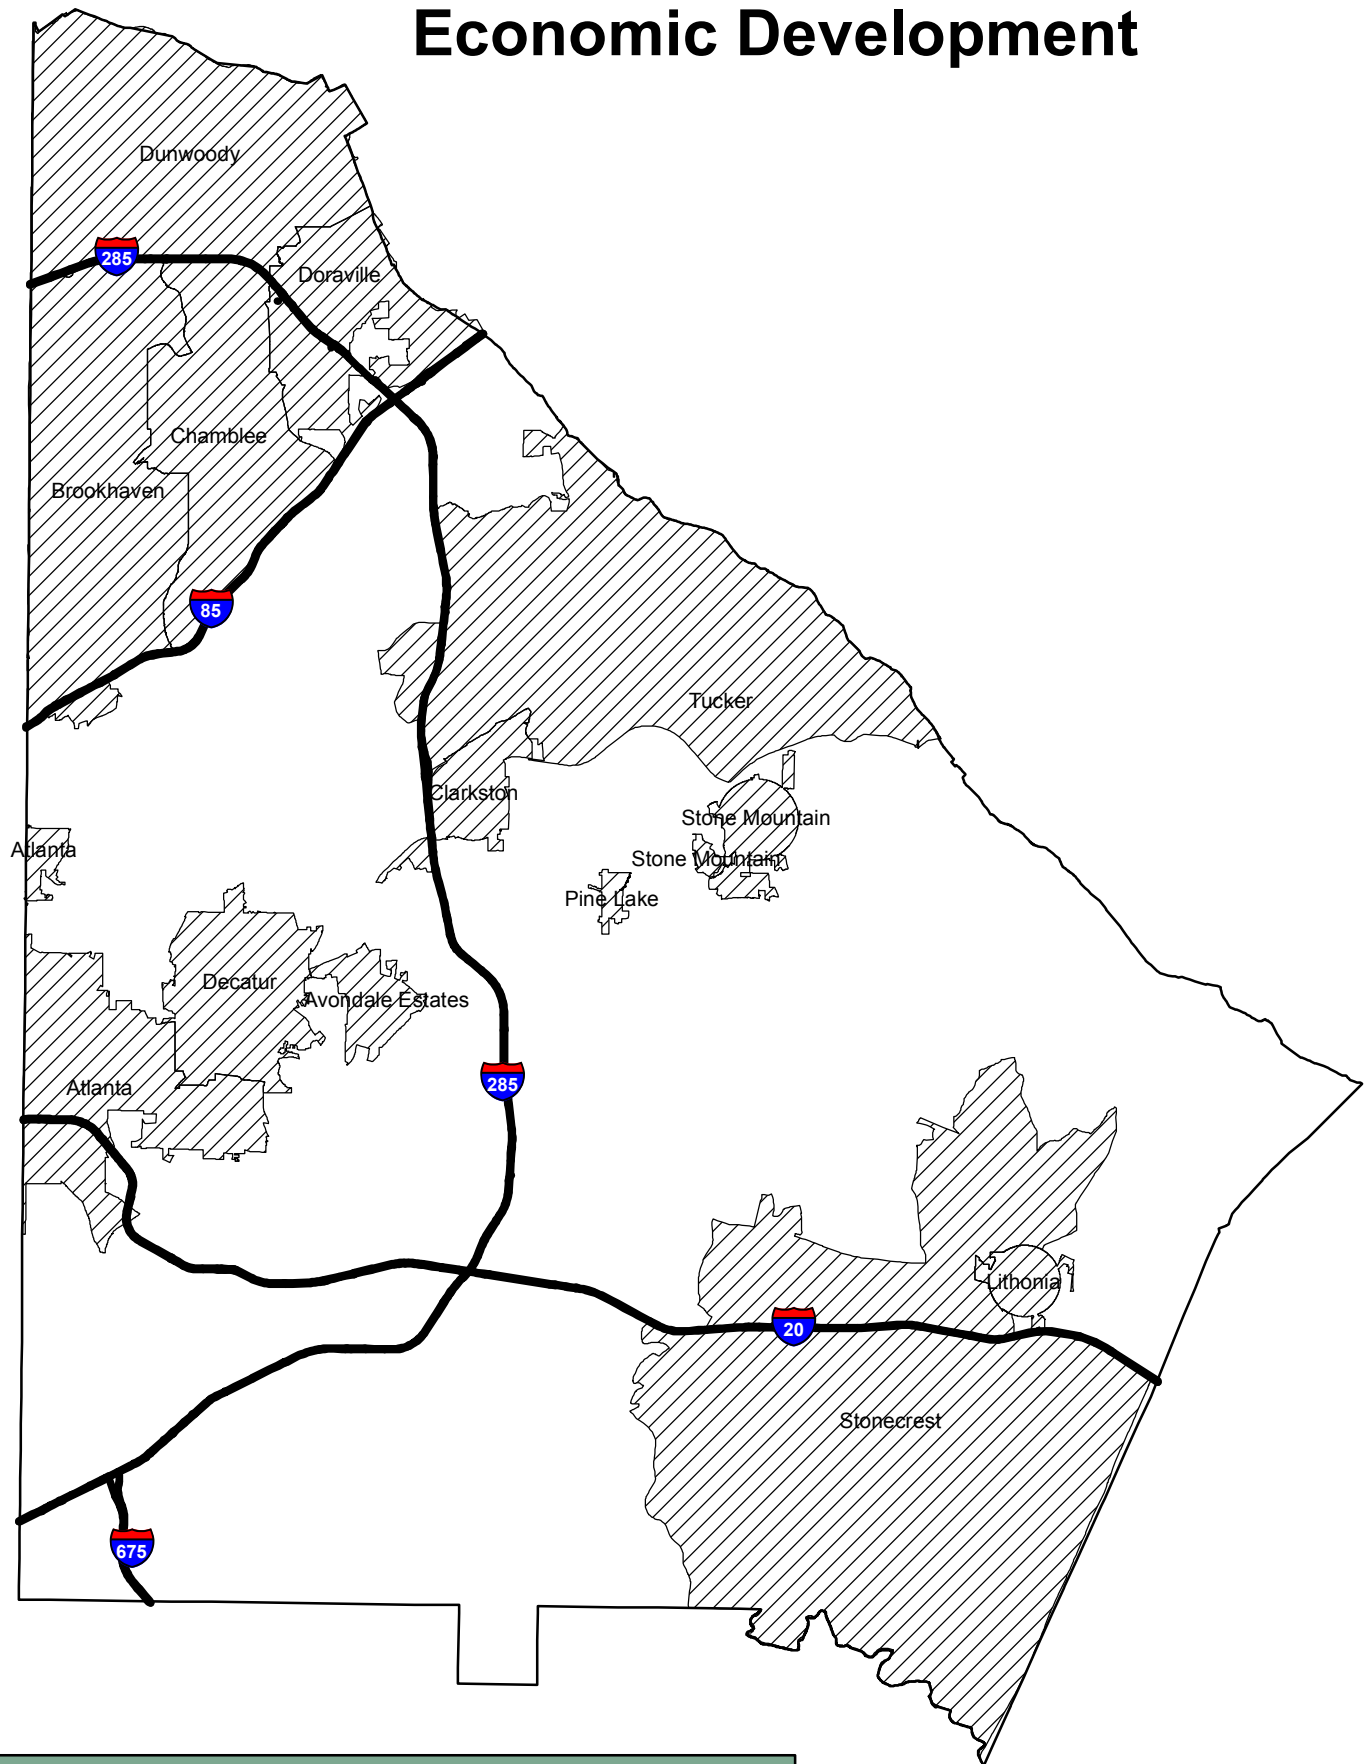 Economic Development
Dunwoody
285
Doraville
Chamblee
Brookhaven
85
Tucker
Clarkston
Stone Mountain
Atlanta
Stone Mountain
Pine Lake
Decatur
Avondale Estates
285
Atlanta
Lithonia
20
Stonecrest
675